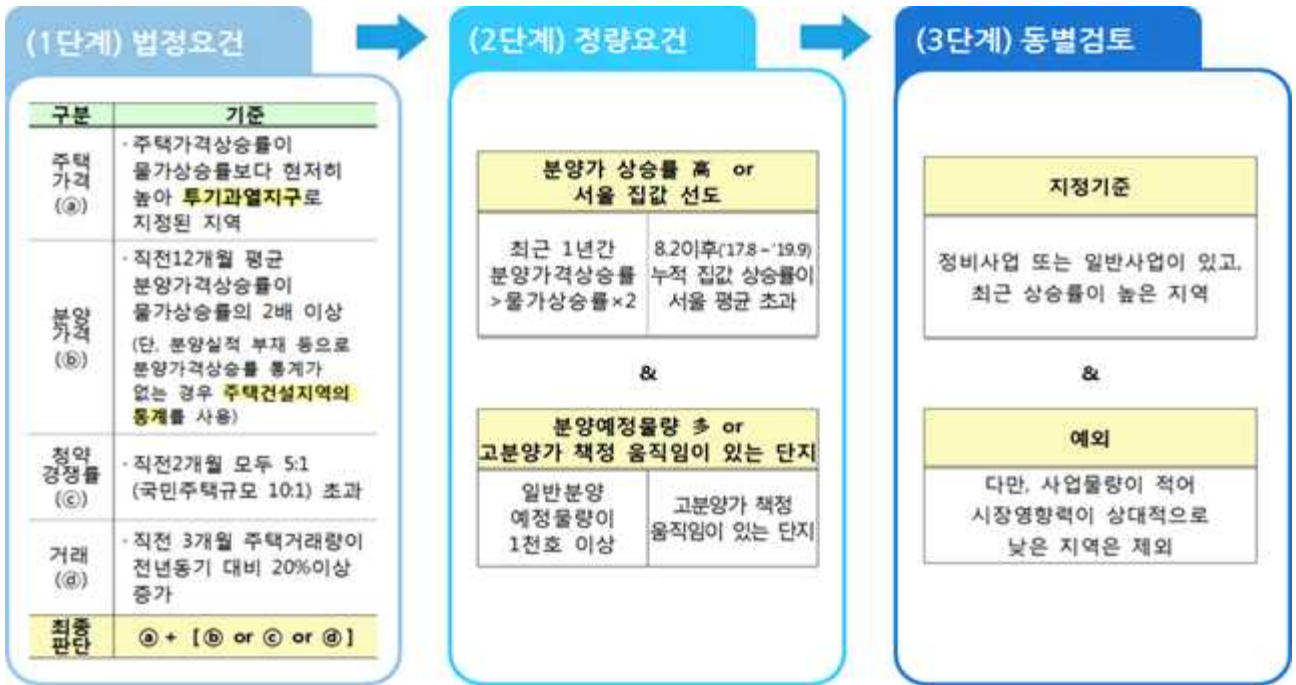 (1단계) 법정요건
구분 기준
주택
가격
(ⓐ)
· 주택가격상승률이
물가상승률보다 현저히
높아 투기과열지구로
지정된 지역
분양
가격
(ⓑ)
· 직전12개월 평균
분양가격상승률이
물가상승률의 2배 이상
(단, 분양실적 부재 등으로
분양가격상승률 통계가
없는 경우 주택건설지역의
통계를 사용)
청약
경쟁률
(ⓒ)
· 직전2개월 모두 5:1
(국민주택규모 10:1) 초과
거래
(ⓓ)
· 직전 3개월 주택거래량이
전년동기 대비 20%이상
증가
최종
판단
ⓐ + [ⓑ or ⓒ or ⓓ]
(2단계) 정량요건
분양가 상승률 高 or
서울 집값 선도
최근 1년간
분양가격상승률
>물가상승률×2
8.2이후('17.8~'19.9)
누적 집값 상승률이
서울 평균 초과
&
분양예정물량 多 or
고분양가 책정 움직임이 있는 단지
일반분양
예정물량이
1천호 이상
고분양가 책정
움직임이 있는 단지
(3단계) 동별검토
지정기준
정비사업 또는 일반사업이 있고,
최근 상승률이 높은 지역
&
예외
다만, 사업물량이 적어
시장영향력이 상대적으로
낮은 지역은 제외